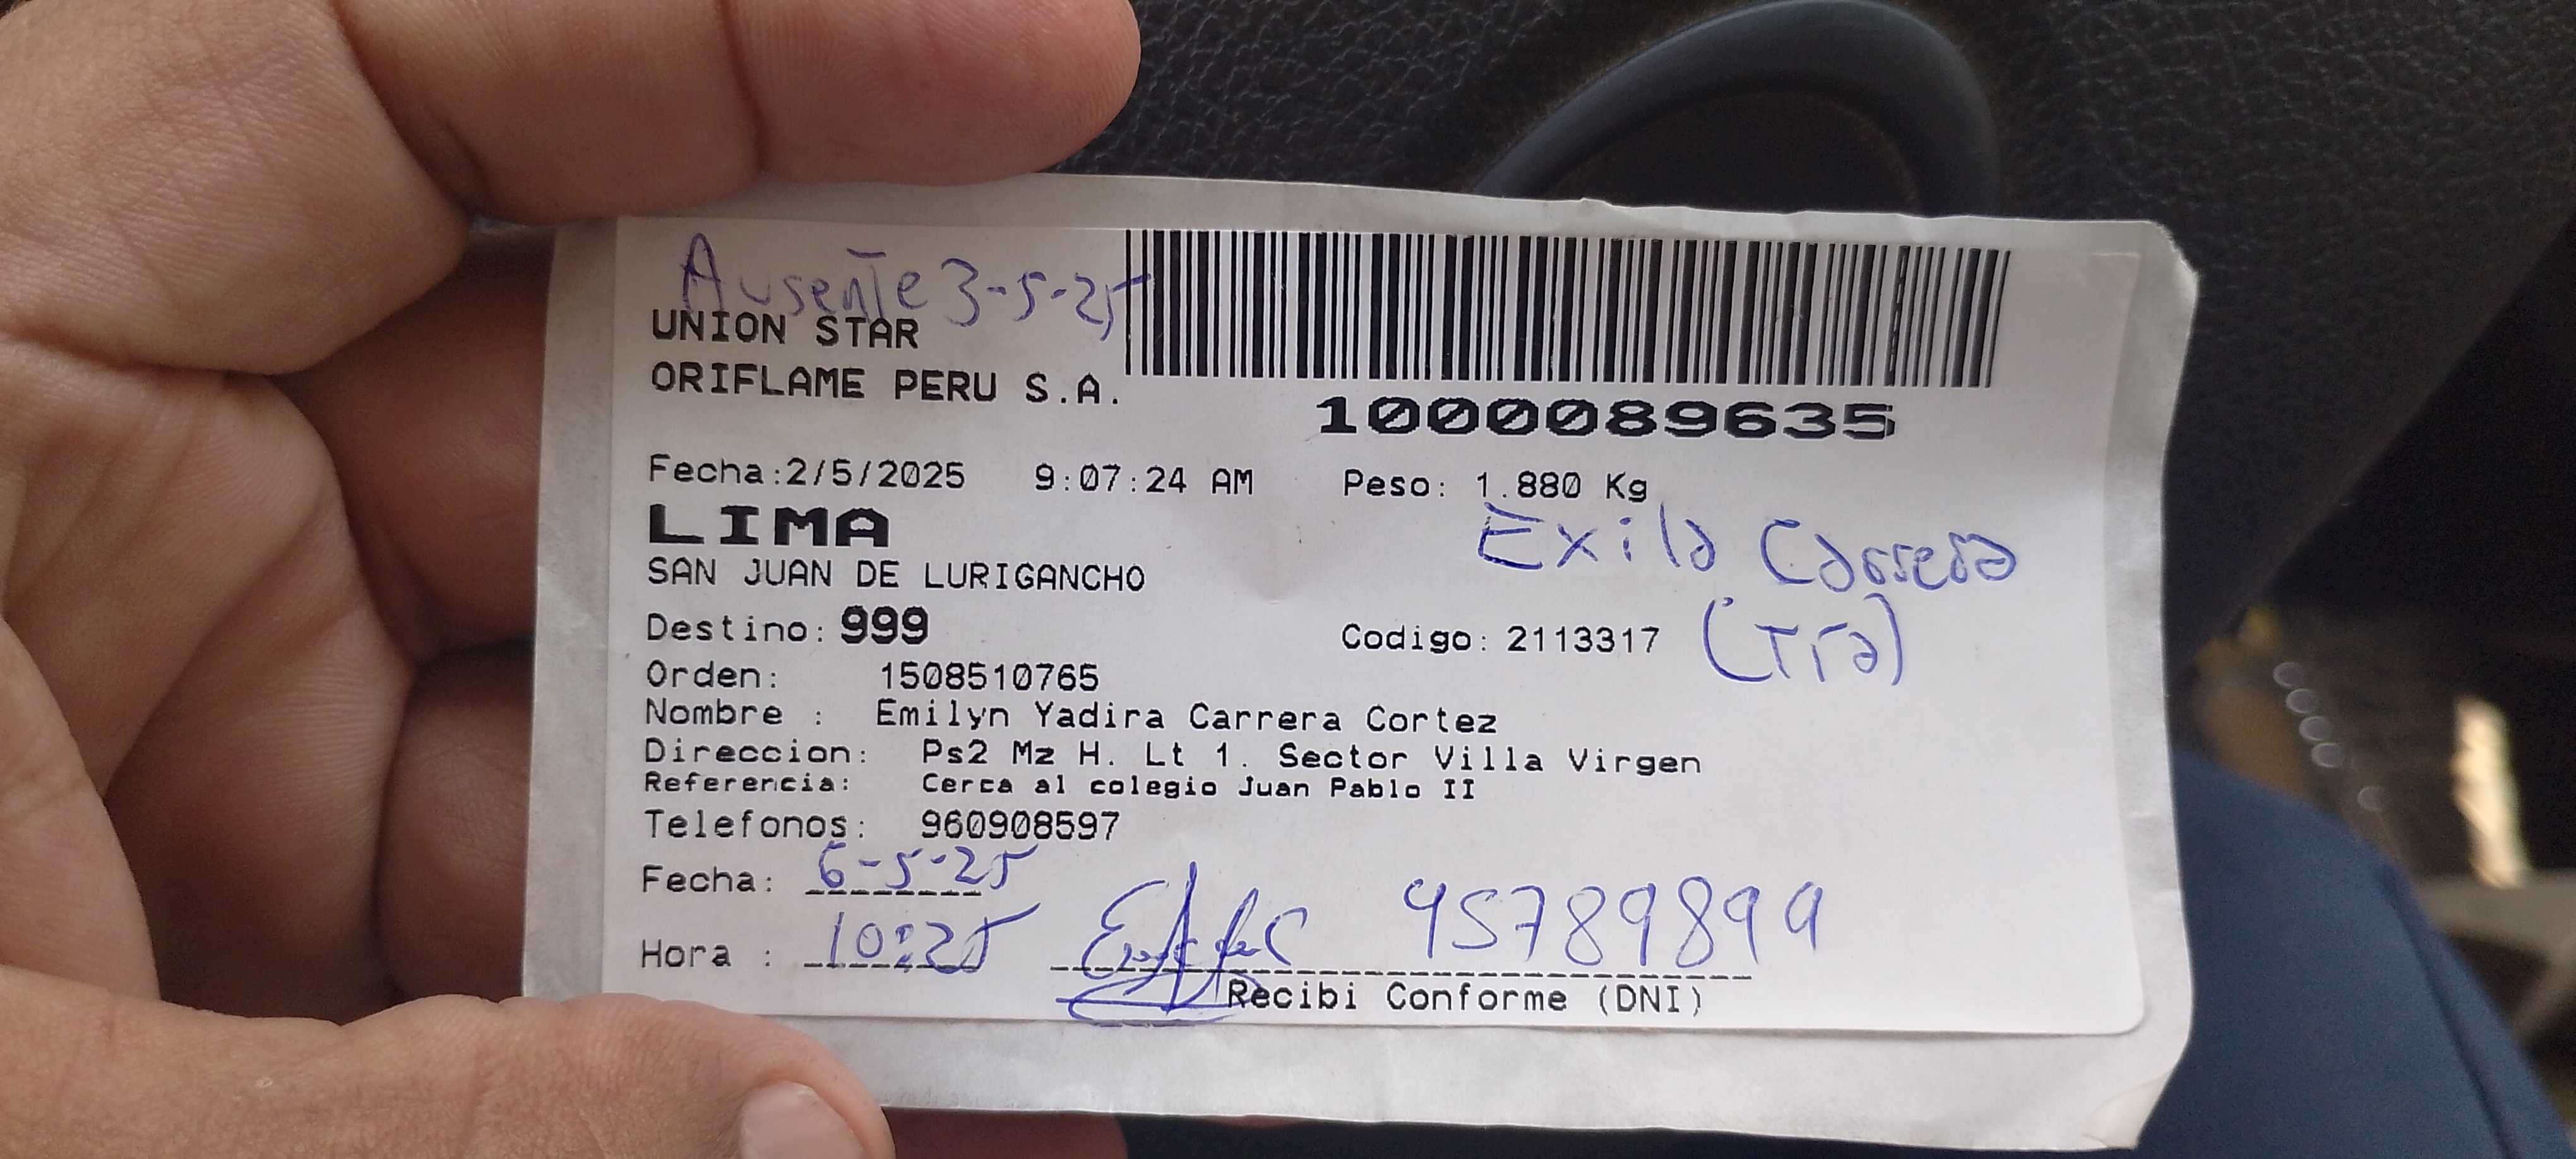 Ausente 3-5-25
UNION STAR
ORIFLAME PERU S.A.
1000089635
Fecha:2/5/2025 9:07:24 AM Peso: 1.880 Kg
LIMA
Exila Carrera
SAN JUAN DE LURIGANCHO
Destino: 999 Codigo: 2113317 (Tía)
Orden: 1508510765
Nombre : Emilyn Yadira Carrera Cortez
Direccion: Ps2 Mz H. Lt 1. Sector Villa Virgen
Referencia: Cerca al colegio Juan Pablo II
Telefonos: 960908597
Fecha: 6-5-25
Hora : 10:25 45789899
Recibi Conforme (DNI)